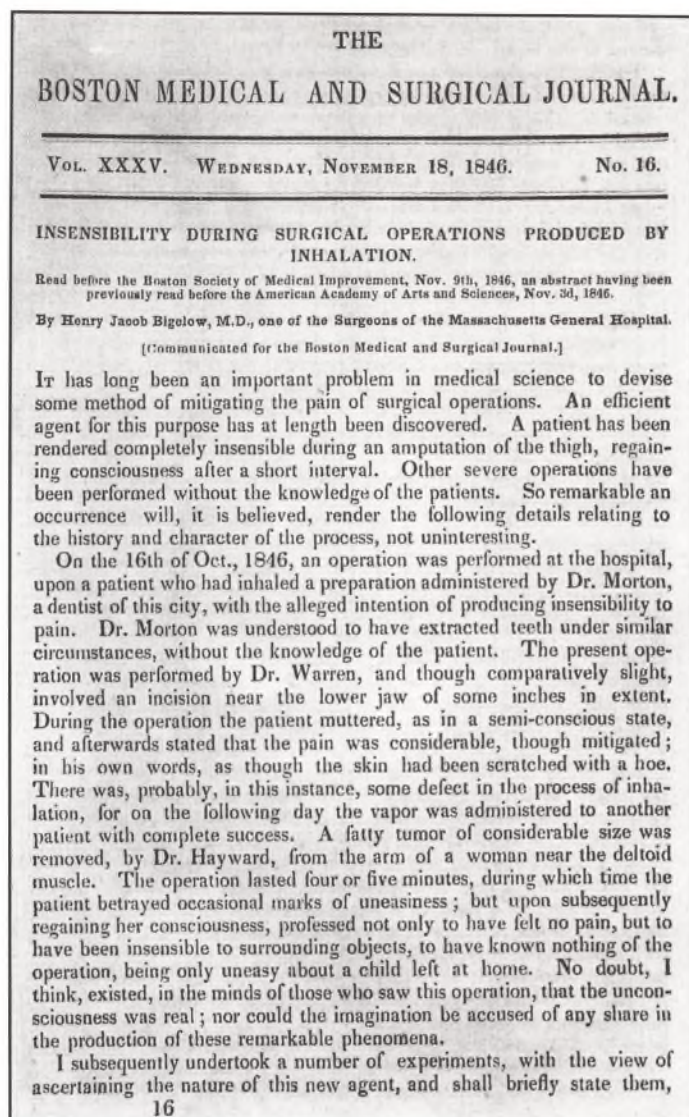 THE
BOSTON MEDICAL AND SURGICAL JOURNAL.
VOL. XXXV. WEDNESDAY, NOVEMBER 18, 1846. No. 16.
INSENSIBILITY DURING SURGICAL OPERATIONS PRODUCED BY
INHALATION.
Read before the Boston Society of Medical Improvement, Nov. 9th, 1846, an abstract having been
previously read before the American Academy of Arts and Sciences, Nov. 3d, 1846.
By Henry Jacob Bigelow, M.D., one of the Surgeons of the Massachusetts General Hospital.
[Communicated for the Boston Medical and Surgical Journal.]
IT has long been an important problem in medical science to devise
some method of mitigating the pain of surgical operations. An efficient
agent for this purpose has at length been discovered. A patient has been
rendered completely insensible during an amputation of the thigh, regain-
ing consciousness after a short interval. Other severe operations have
been performed without the knowledge of the patients. So remarkable an
occurrence will, it is believed, render the following details relating to
the history and character of the process, not uninteresting.
On the 16th of Oct., 1846, an operation was performed at the hospital,
upon a patient who had inhaled a preparation administered by Dr. Morton,
a dentist of this city, with the alleged intention of producing insensibility to
pain. Dr. Morton was understood to have extracted teeth under similar
circumstances, without the knowledge of the patient. The present ope-
ration was performed by Dr. Warren, and though comparatively slight,
involved an incision near the lower jaw of some inches in extent.
During the operation the patient muttered, as in a semi-conscious state,
and afterwards stated that the pain was considerable, though mitigated;
in his own words, as though the skin had been scratched with a hoe.
There was, probably, in this instance, some defect in the process of inha-
lation, for on the following day the vapor was administered to another
patient with complete success. A fatty tumor of considerable size was
removed, by Dr. Hayward, from the arm of a woman near the deltoid
muscle. The operation lasted four or five minutes, during which time the
patient betrayed occasional marks of uneasiness; but upon subsequently
regaining her consciousness, professed not only to have felt no pain, but to
have been insensible to surrounding objects, to have known nothing of the
operation, being only uneasy about a child left at home. No doubt, I
think, existed, in the minds of those who saw this operation, that the uncon-
sciousness was real; nor could the imagination be accused of any share in
the production of these remarkable phenomena.
I subsequently undertook a number of experiments, with the view of
ascertaining the nature of this new agent, and shall briefly state them,
16